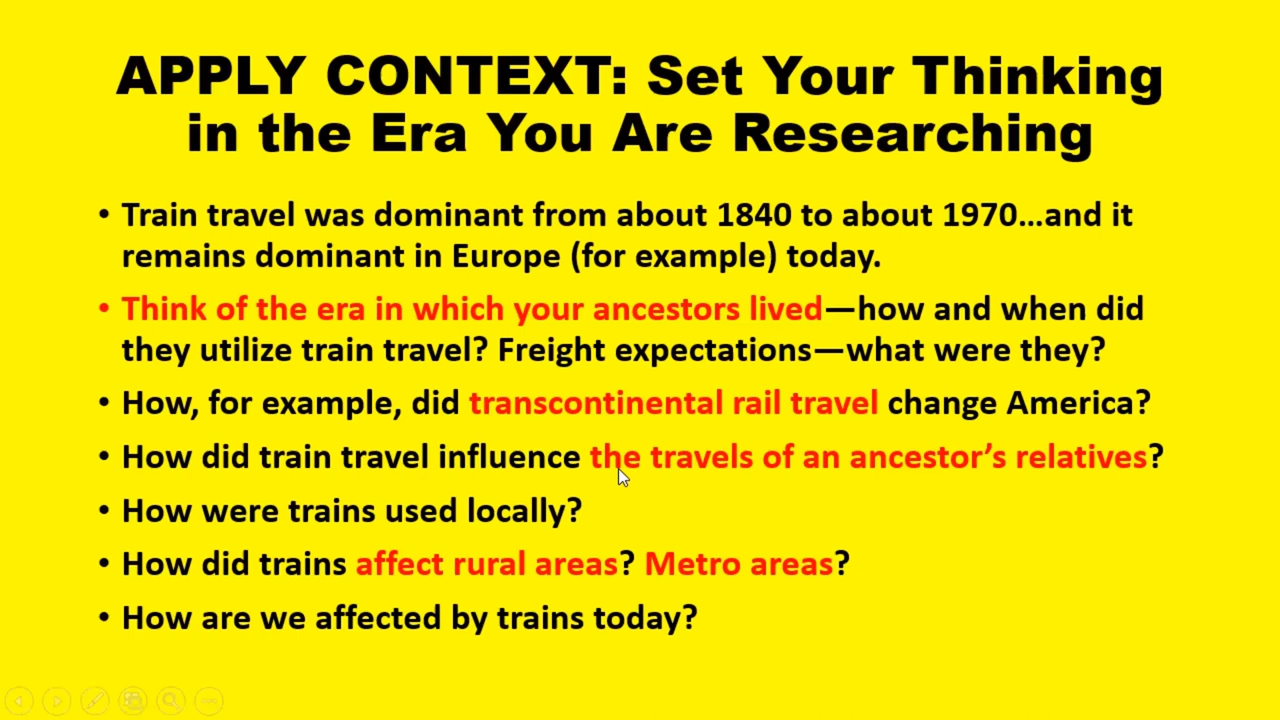 APPLY CONTEXT: Set Your Thinking
in the Era You Are Researching
• Train travel was dominant from about 1840 to about 1970…and it
remains dominant in Europe (for example) today.
• Think of the era in which your ancestors lived—how and when did
they utilize train travel? Freight expectations—what were they?
• How, for example, did transcontinental rail travel change America?
• How did train travel influence the travels of an ancestor’s relatives?
• How were trains used locally?
• How did trains affect rural areas? Metro areas?
• How are we affected by trains today?